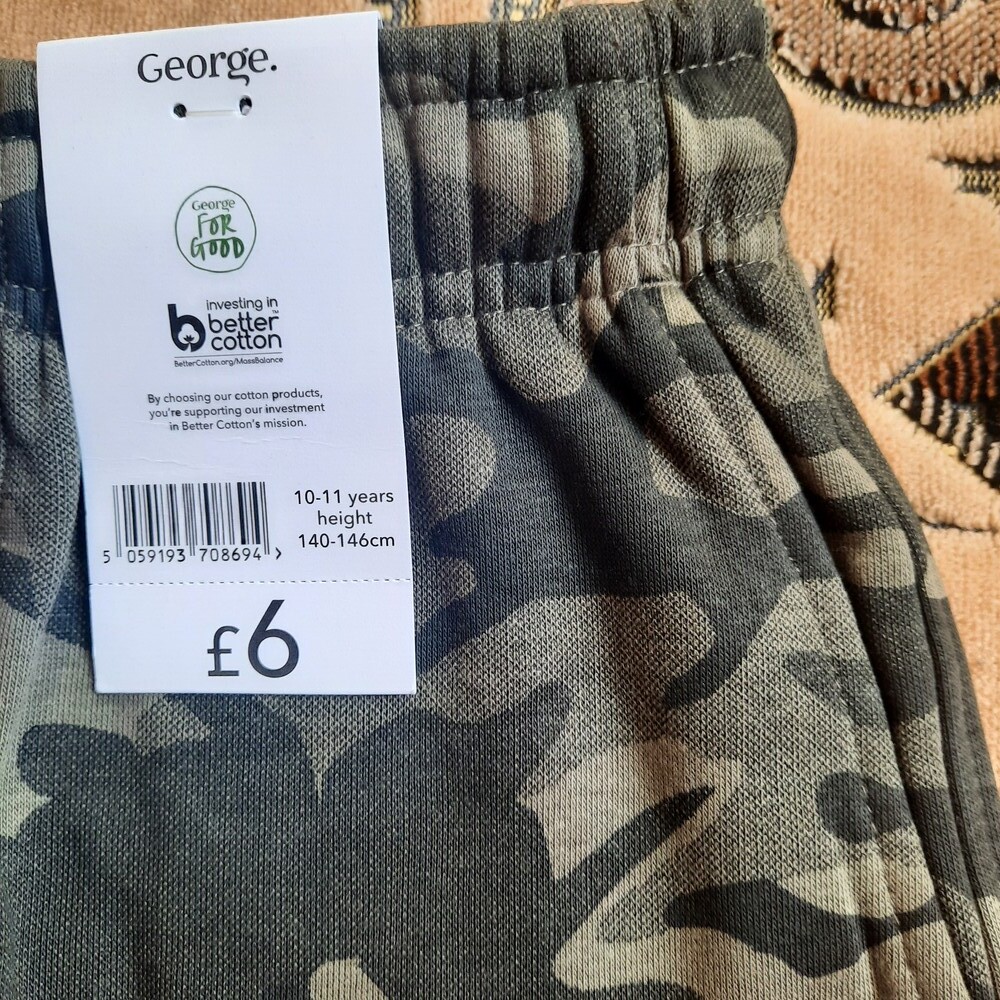 George.
George
FOR
GOOD
investing in
better™
cotton
BetterCotton.org/MassBalance
By choosing our cotton products,
you're supporting our investment
in Better Cotton's mission.
10-11 years
height
140-146cm
5 059193 708694 >
£6